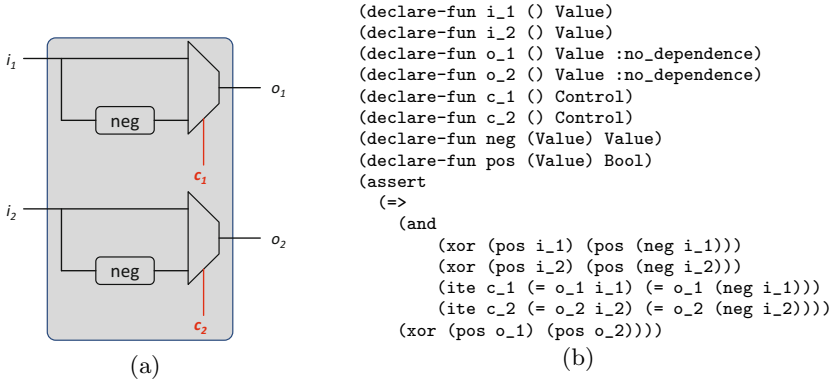 i1
neg
o1
c1
i2
neg
o2
c2
(a)
(declare-fun i_1 () Value)
(declare-fun i_2 () Value)
(declare-fun o_1 () Value :no_dependence)
(declare-fun o_2 () Value :no_dependence)
(declare-fun c_1 () Control)
(declare-fun c_2 () Control)
(declare-fun neg (Value) Value)
(declare-fun pos (Value) Bool)
(assert
(=>
(and
(xor (pos i_1) (pos (neg i_1)))
(xor (pos i_2) (pos (neg i_2)))
(ite c_1 (= o_1 i_1) (= o_1 (neg i_1)))
(ite c_2 (= o_2 i_2) (= o_2 (neg i_2))))
(xor (pos o_1) (pos o_2))))
(b)